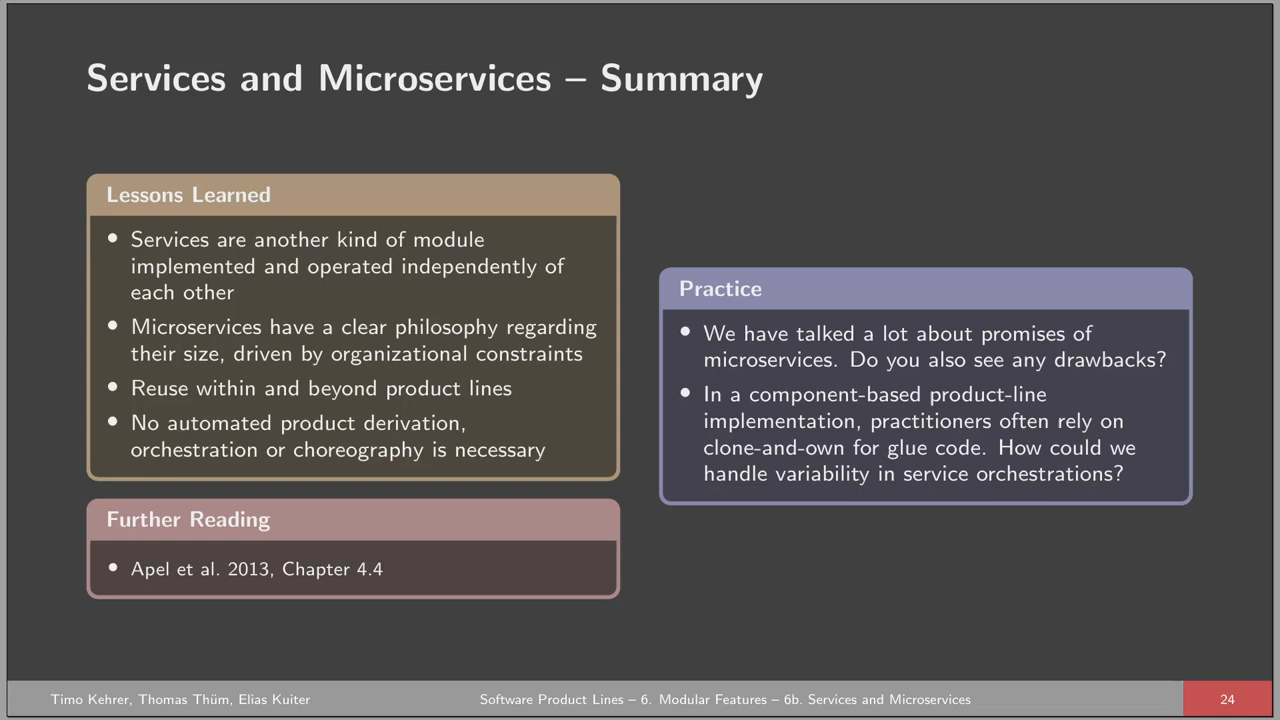 Services and Microservices – Summary
Lessons Learned
• Services are another kind of module
implemented and operated independently of
each other
• Microservices have a clear philosophy regarding
their size, driven by organizational constraints
• Reuse within and beyond product lines
• No automated product derivation,
orchestration or choreography is necessary
Further Reading
• Apel et al. 2013, Chapter 4.4
Practice
• We have talked a lot about promises of
microservices. Do you also see any drawbacks?
• In a component-based product-line
implementation, practitioners often rely on
clone-and-own for glue code. How could we
handle variability in service orchestrations?
Timo Kehrer, Thomas Thüm, Elias Kuiter
Software Product Lines – 6. Modular Features – 6b. Services and Microservices
24